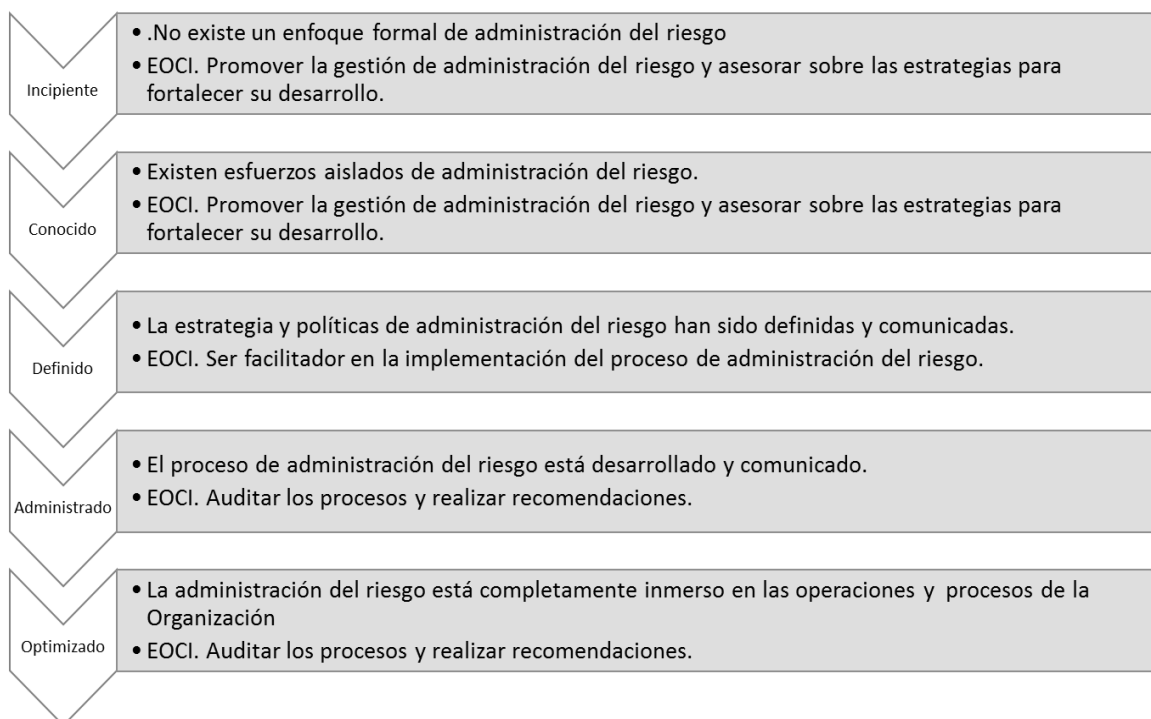 Incipiente
• .No existe un enfoque formal de administración del riesgo
• EOCI. Promover la gestión de administración del riesgo y asesorar sobre las estrategias para
fortalecer su desarrollo.
Conocido
• Existen esfuerzos aislados de administración del riesgo.
• EOCI. Promover la gestión de administración del riesgo y asesorar sobre las estrategias para
fortalecer su desarrollo.
Definido
• La estrategia y políticas de administración del riesgo han sido definidas y comunicadas.
• EOCI. Ser facilitador en la implementación del proceso de administración del riesgo.
Administrado
• El proceso de administración del riesgo está desarrollado y comunicado.
• EOCI. Auditar los procesos y realizar recomendaciones.
Optimizado
• La administración del riesgo está completamente inmerso en las operaciones y procesos de la
Organización
• EOCI. Auditar los procesos y realizar recomendaciones.